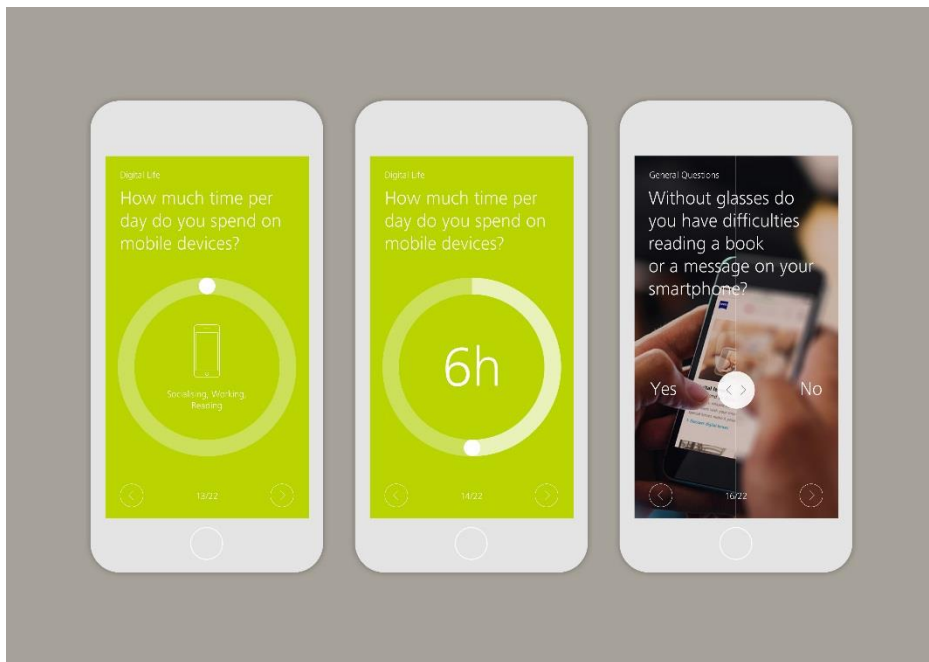 Digital Life
How much time per
day do you spend on
mobile devices?
Socialising, Working,
Reading
13/22
Digital Life
How much time per
day do you spend on
mobile devices?
6h
14/22
General Questions
Without glasses do
you have difficulties
reading a book
or a message on your
smartphone?
Yes
No
16/22